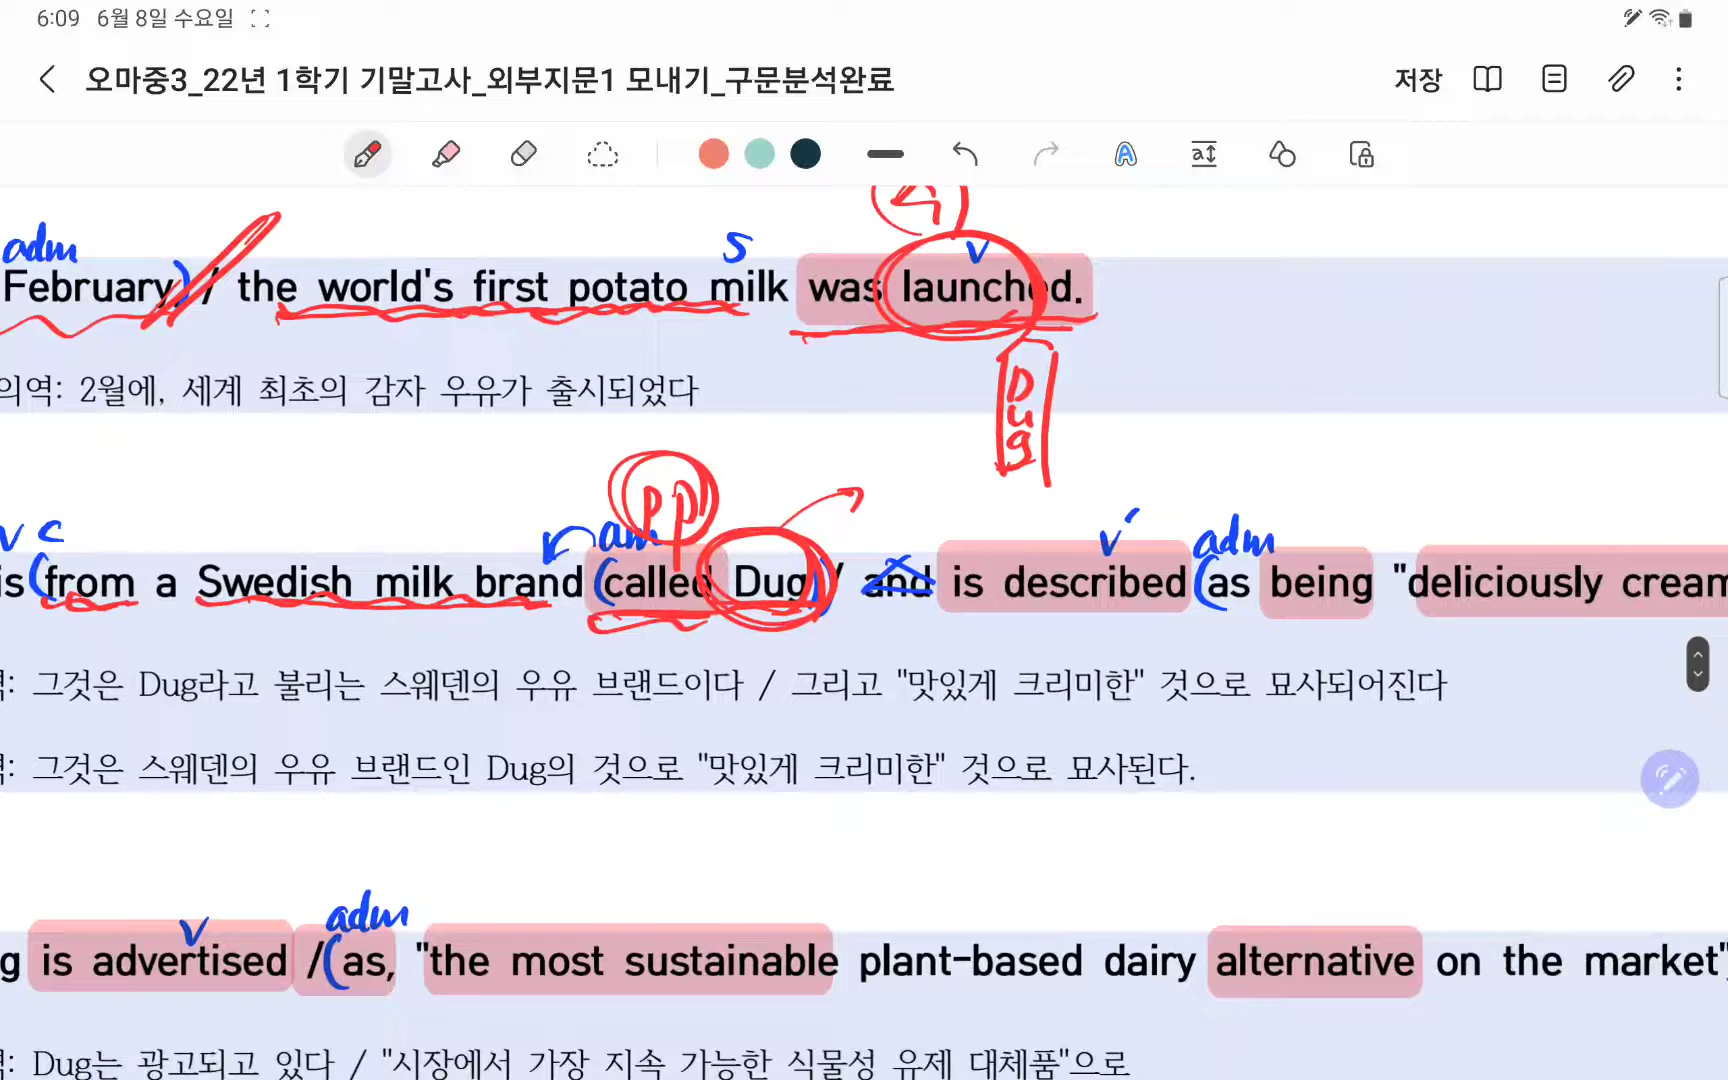 6:09 6월 8일 수요일
오마중3_22년 1학기 기말고사_외부지문1 모내기_구문분석완료 저장
adm s v
February) / the world's first potato milk was launched.
의역: 2월에, 세계 최초의 감자 우유가 출시되었다
Dug
pp
v c am v' adm
is (from a Swedish milk brand (called Dug) / and is described (as being "deliciously cream
: 그것은 Dug라고 불리는 스웨덴의 우유 브랜드이다 / 그리고 "맛있게 크리미한" 것으로 묘사되어진다
: 그것은 스웨덴의 우유 브랜드인 Dug의 것으로 "맛있게 크리미한" 것으로 묘사된다.
v adm
g is advertised /(as, "the most sustainable plant-based dairy alternative on the market"
: Dug는 광고되고 있다 / "시장에서 가장 지속 가능한 식물성 유제 대체품"으로